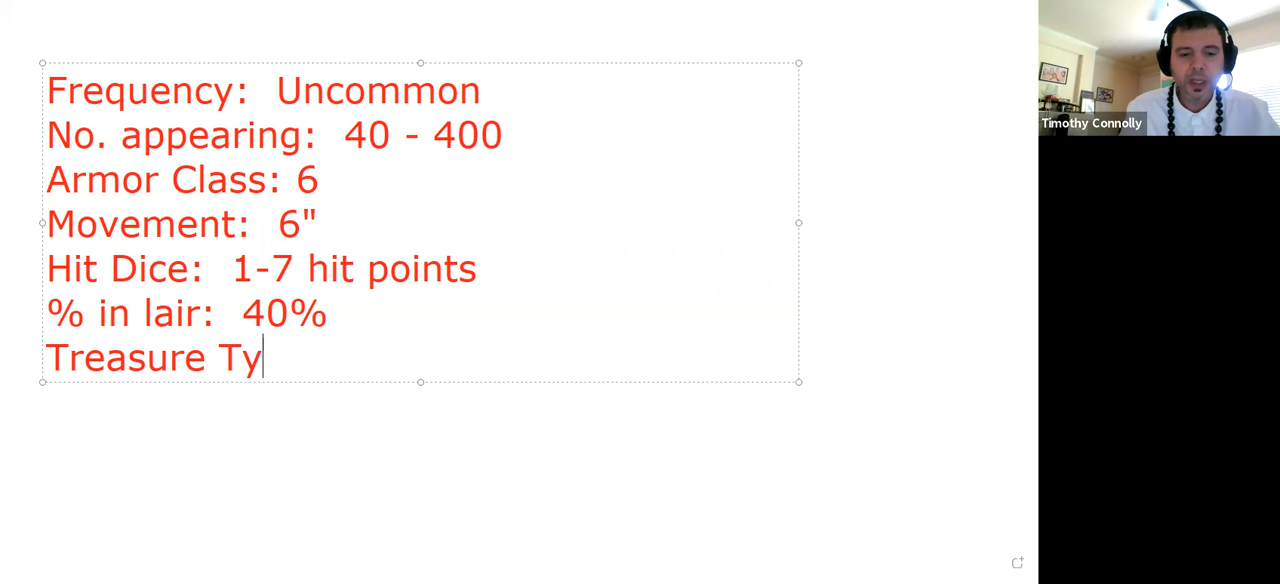 Frequency:  Uncommon
No. appearing:  40 - 400
Armor Class: 6
Movement:  6"
Hit Dice:  1-7 hit points
% in lair:  40%
Treasure Ty
Timothy Connolly